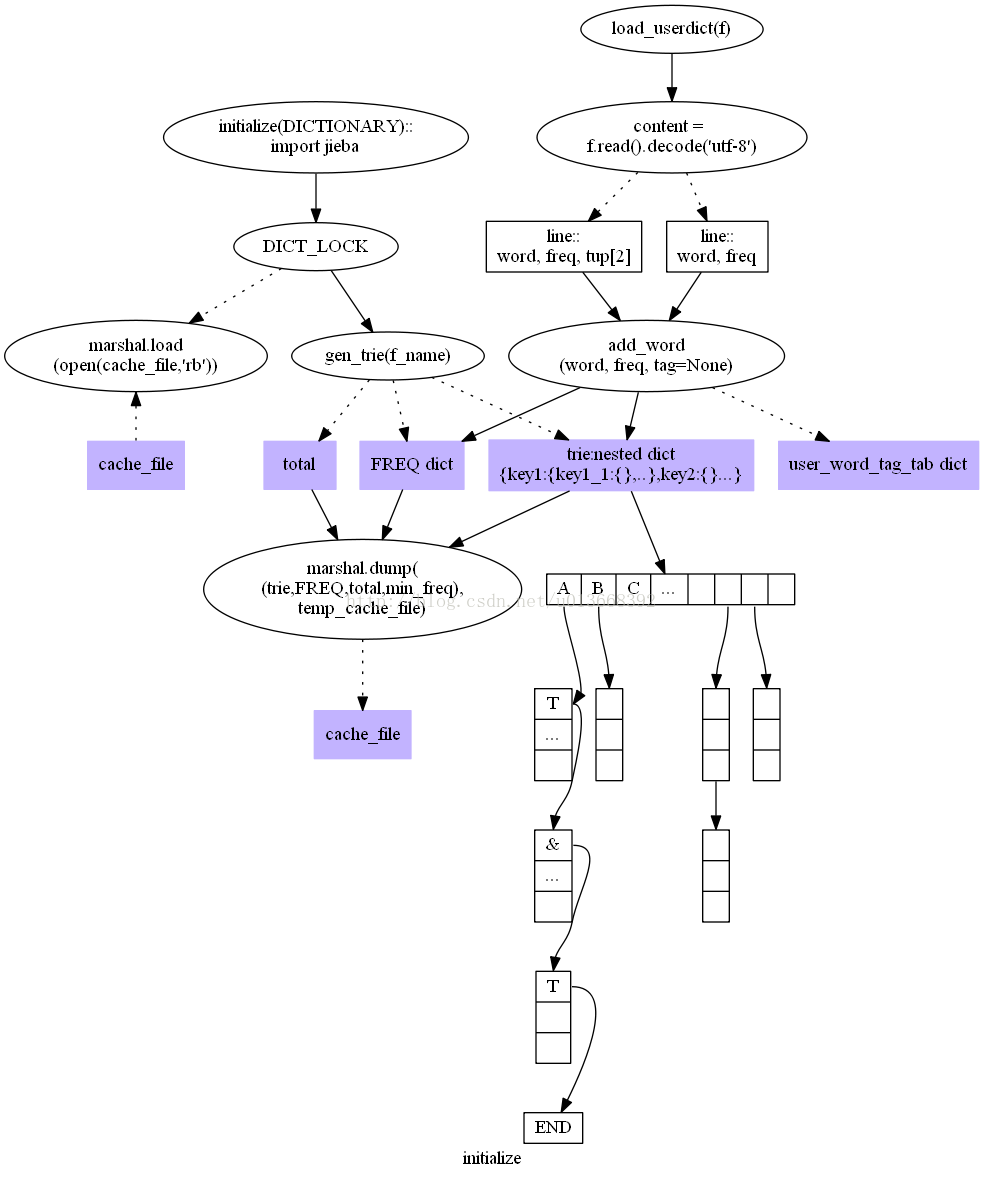 load_userdict(f)
initialize(DICTIONARY)::
import jieba
content =
f.read().decode('utf-8')
DICT_LOCK
line::
word, freq, tup[2]
line::
word, freq
marshal.load
(open(cache_file,'rb'))
gen_trie(f_name)
add_word
(word, freq, tag=None)
cache_file
total
FREQ dict
trie:nested dict
{key1:{key1_1:{},..},key2:{}...}
user_word_tag_tab dict
marshal.dump(
(trie,FREQ,total,min_freq),
temp_cache_file)
A B C ...
http://blog.csdn.net/u013668392
T
...
cache_file
&
...
T
END
initialize